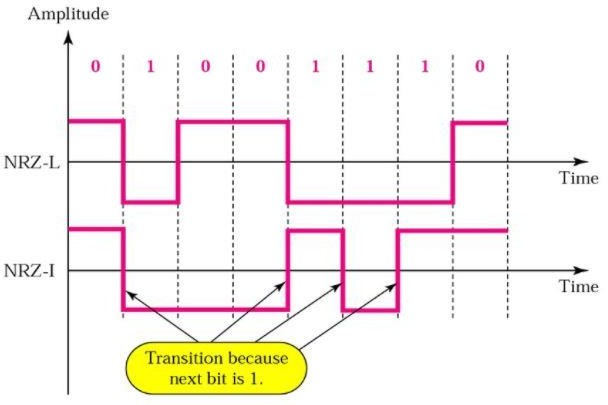 Amplitude
0 1 0 0 1 1 1 0
NRZ-L
Time
NRZ-I
Time
Transition because
next bit is 1.